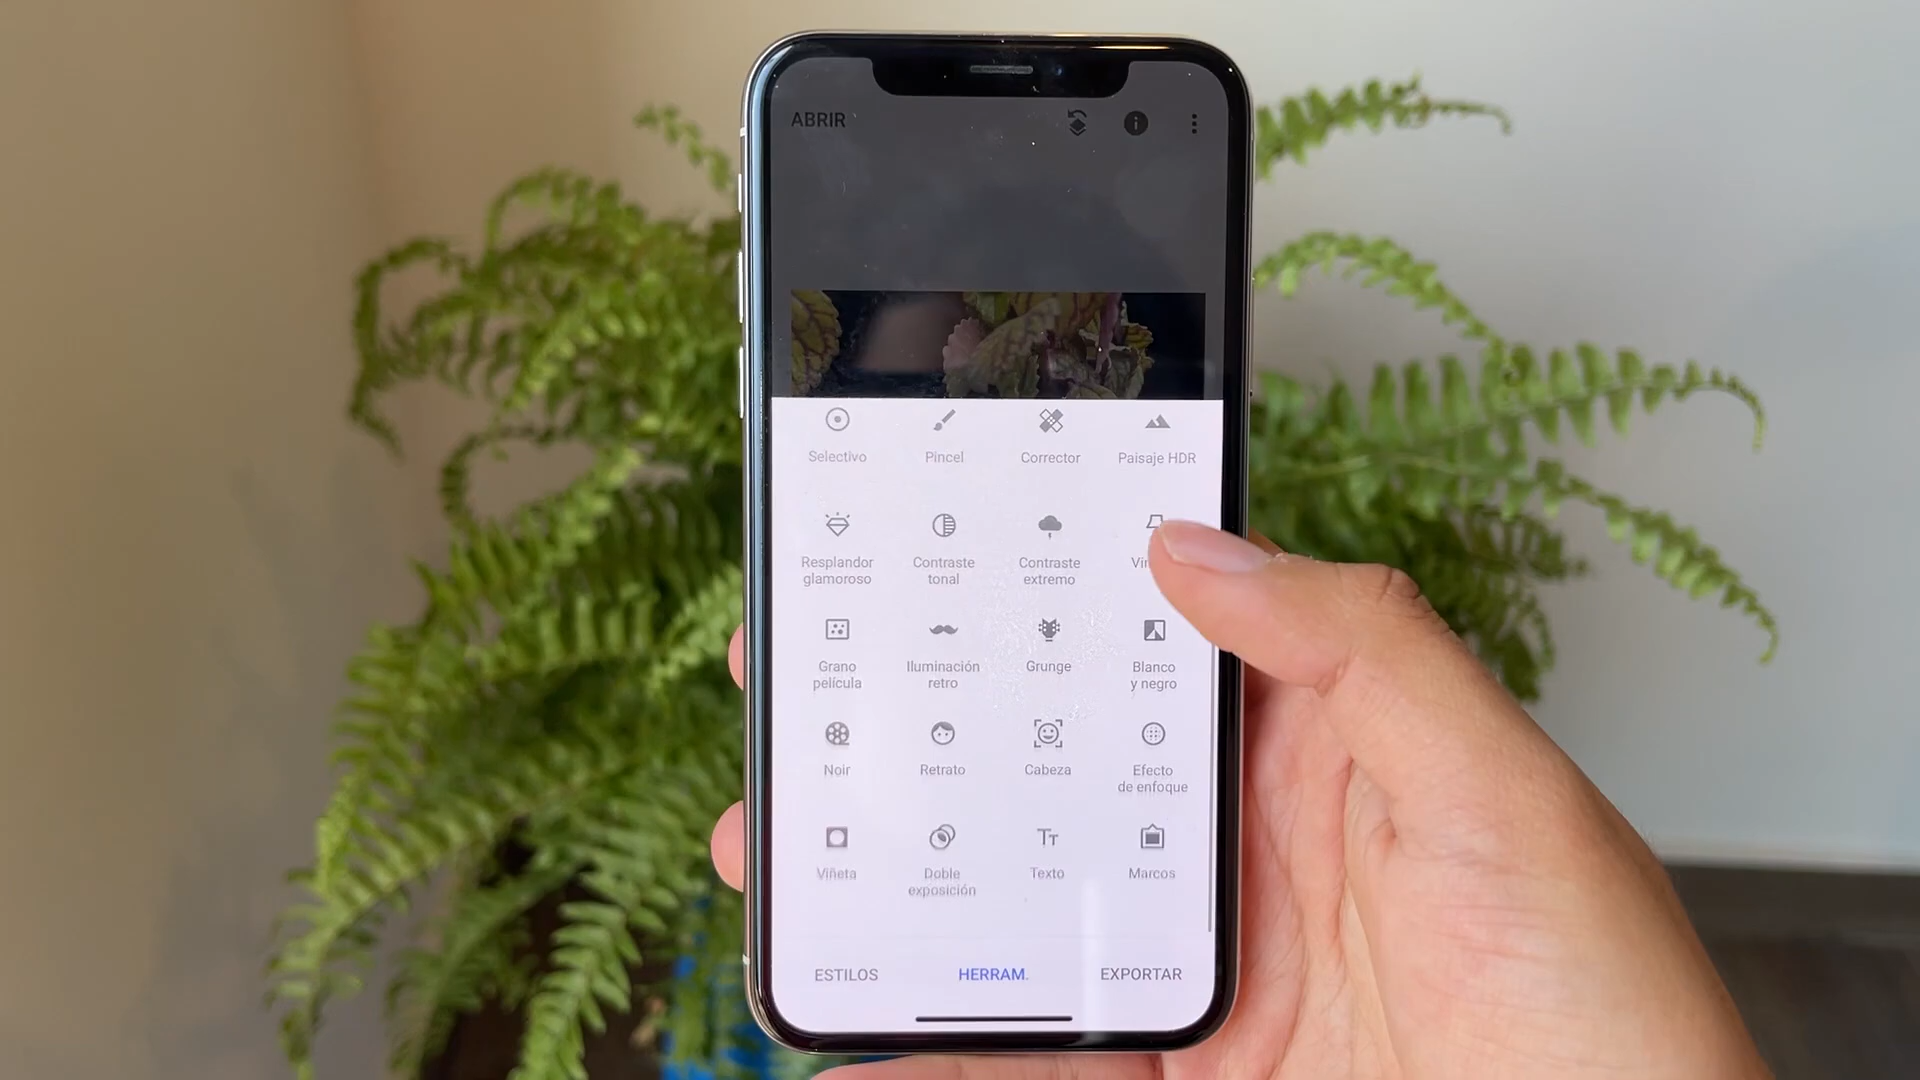 ABRIR
Selectivo Pincel Corrector Paisaje HDR
Resplandor glamoroso Contraste tonal Contraste extremo
Grano película Iluminación retro Grunge Blanco y negro
Noir Retrato Cabeza Efecto de enfoque
Viñeta Doble exposición Texto Marcos
ESTILOS HERRAM. EXPORTAR